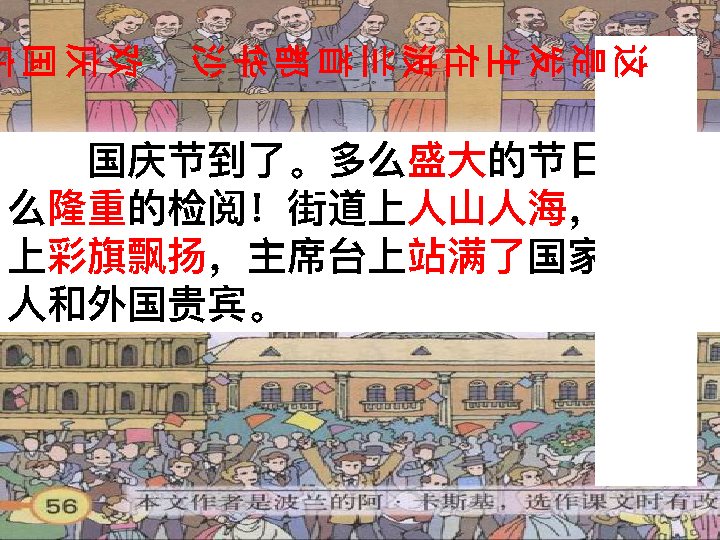 这是发生在波兰首都华沙 欢庆国
国庆节到了。多么盛大的节日
么隆重的检阅！街道上人山人海，
上彩旗飘扬，主席台上站满了国家
人和外国贵宾。
56 本文作者是波兰的阿·卡斯基，选作课文时有改